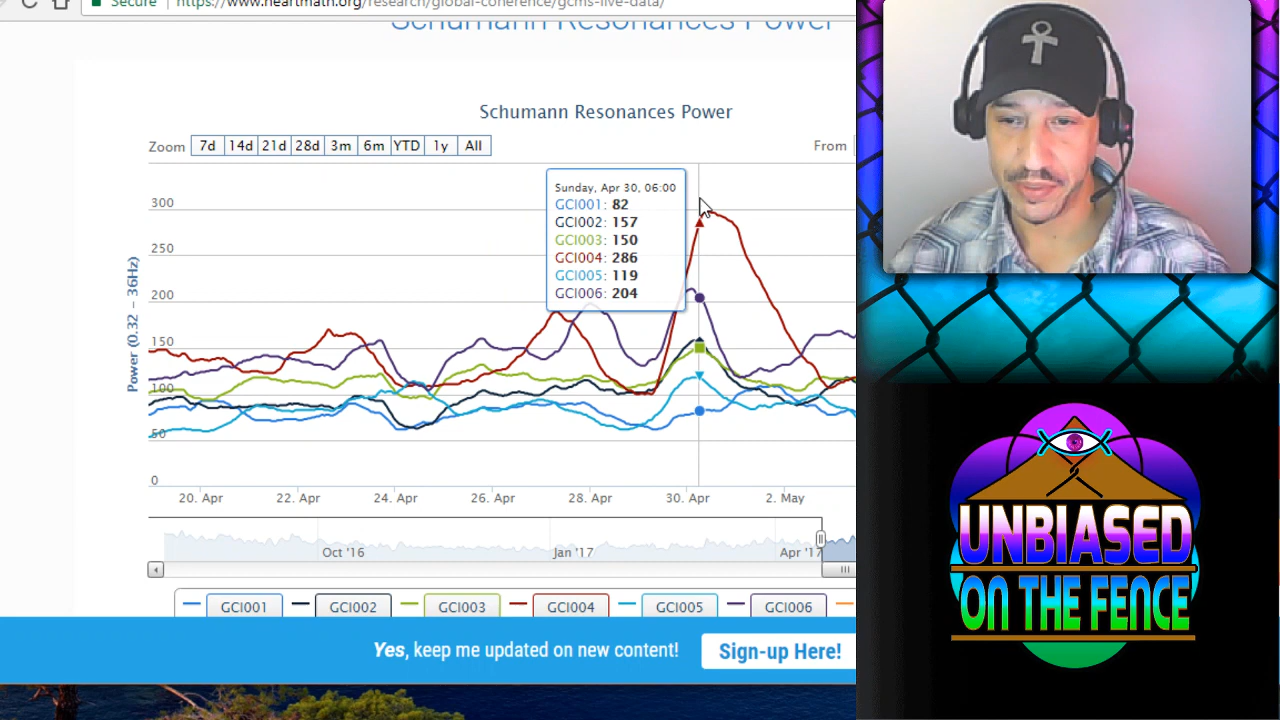 Secure https://www.heartmath.org/research/global-coherence/gcms-live-data/
Schumann Resonances Power
Schumann Resonances Power
Zoom 7d 14d 21d 28d 3m 6m YTD 1y All From
Sunday, Apr 30, 06:00
GCI001: 82
GCI002: 157
GCI003: 150
GCI004: 286
GCI005: 119
GCI006: 204
Power (0.32 – 36Hz)
300
250
200
150
100
50
0
20. Apr 22. Apr 24. Apr 26. Apr 28. Apr 30. Apr 2. May
Oct '16 Jan '17 Apr '17
GCI001 GCI002 GCI003 GCI004 GCI005 GCI006
Yes, keep me updated on new content! Sign-up Here!
UNBIASED
ON THE FENCE